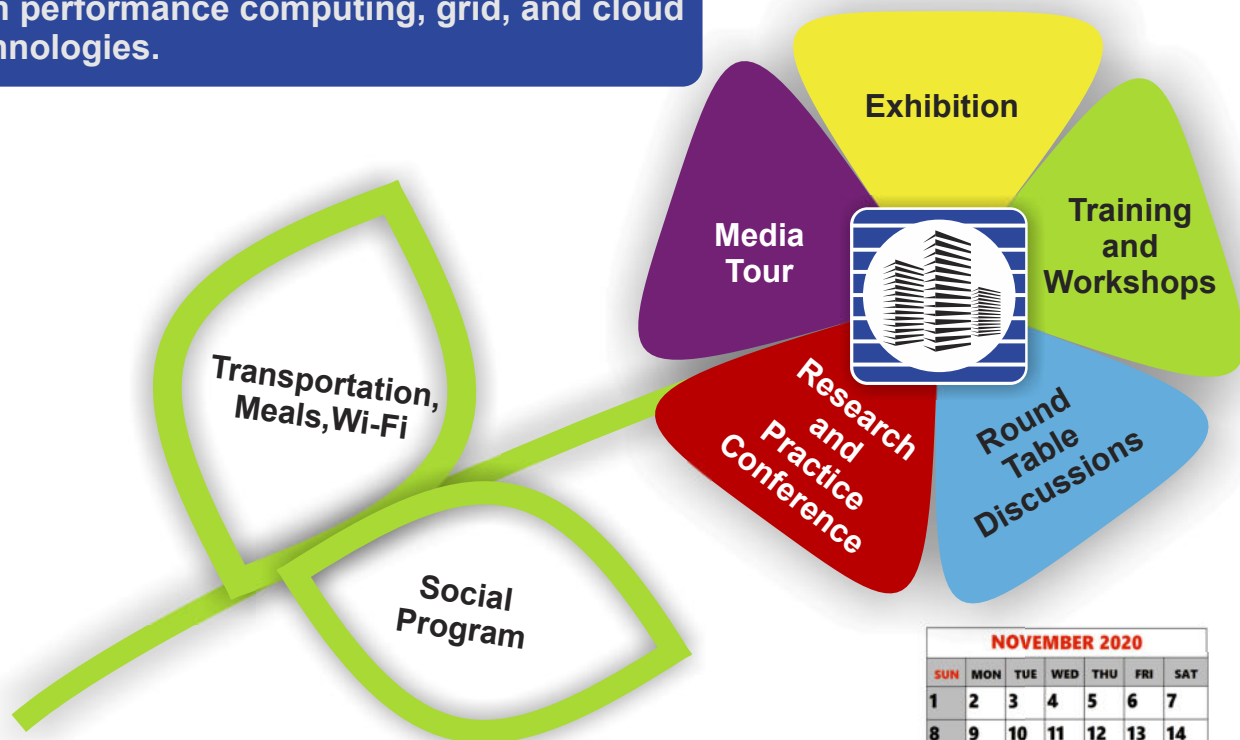 performance computing, grid, and cloud
Exhibition
Media
Tour
Training
and
Workshops
Research
and
Practice
Conference
Round
Table
Discussions
Transportation,
Meals,Wi-Fi
Social
Program
NOVEMBER 2020
SUN MON TUE WED THU FRI SAT
1 2 3 4 5 6 7
8 9 10 11 12 13 14